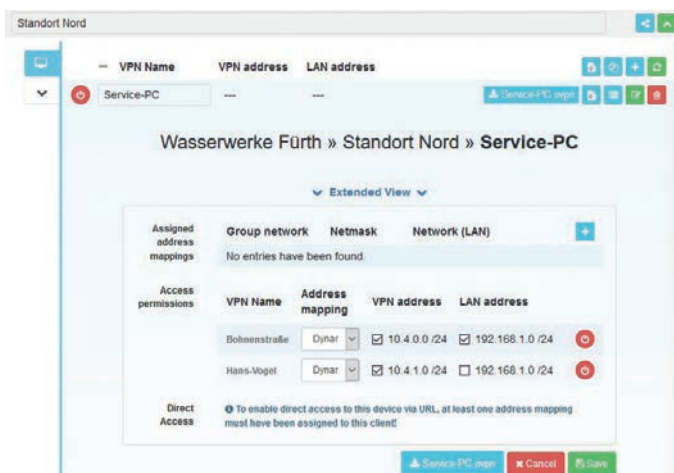 Standort Nord
— VPN Name VPN address LAN address
Service-PC --- --- Service-PC.ovpn
Wasserwerke Fürth » Standort Nord » Service-PC
Extended View
Assigned address mappings
Group network Netmask Network (LAN)
No entries have been found.
Access permissions
VPN Name Address mapping VPN address LAN address
Bohnenstraße Dynar 10.4.0.0 /24 192.168.1.0 /24
Hans-Vogel Dynar 10.4.1.0 /24 192.168.1.0 /24
Direct Access
To enable direct access to this device via URL, at least one address mapping
must have been assigned to this client!
Service-PC.ovpn Cancel Save